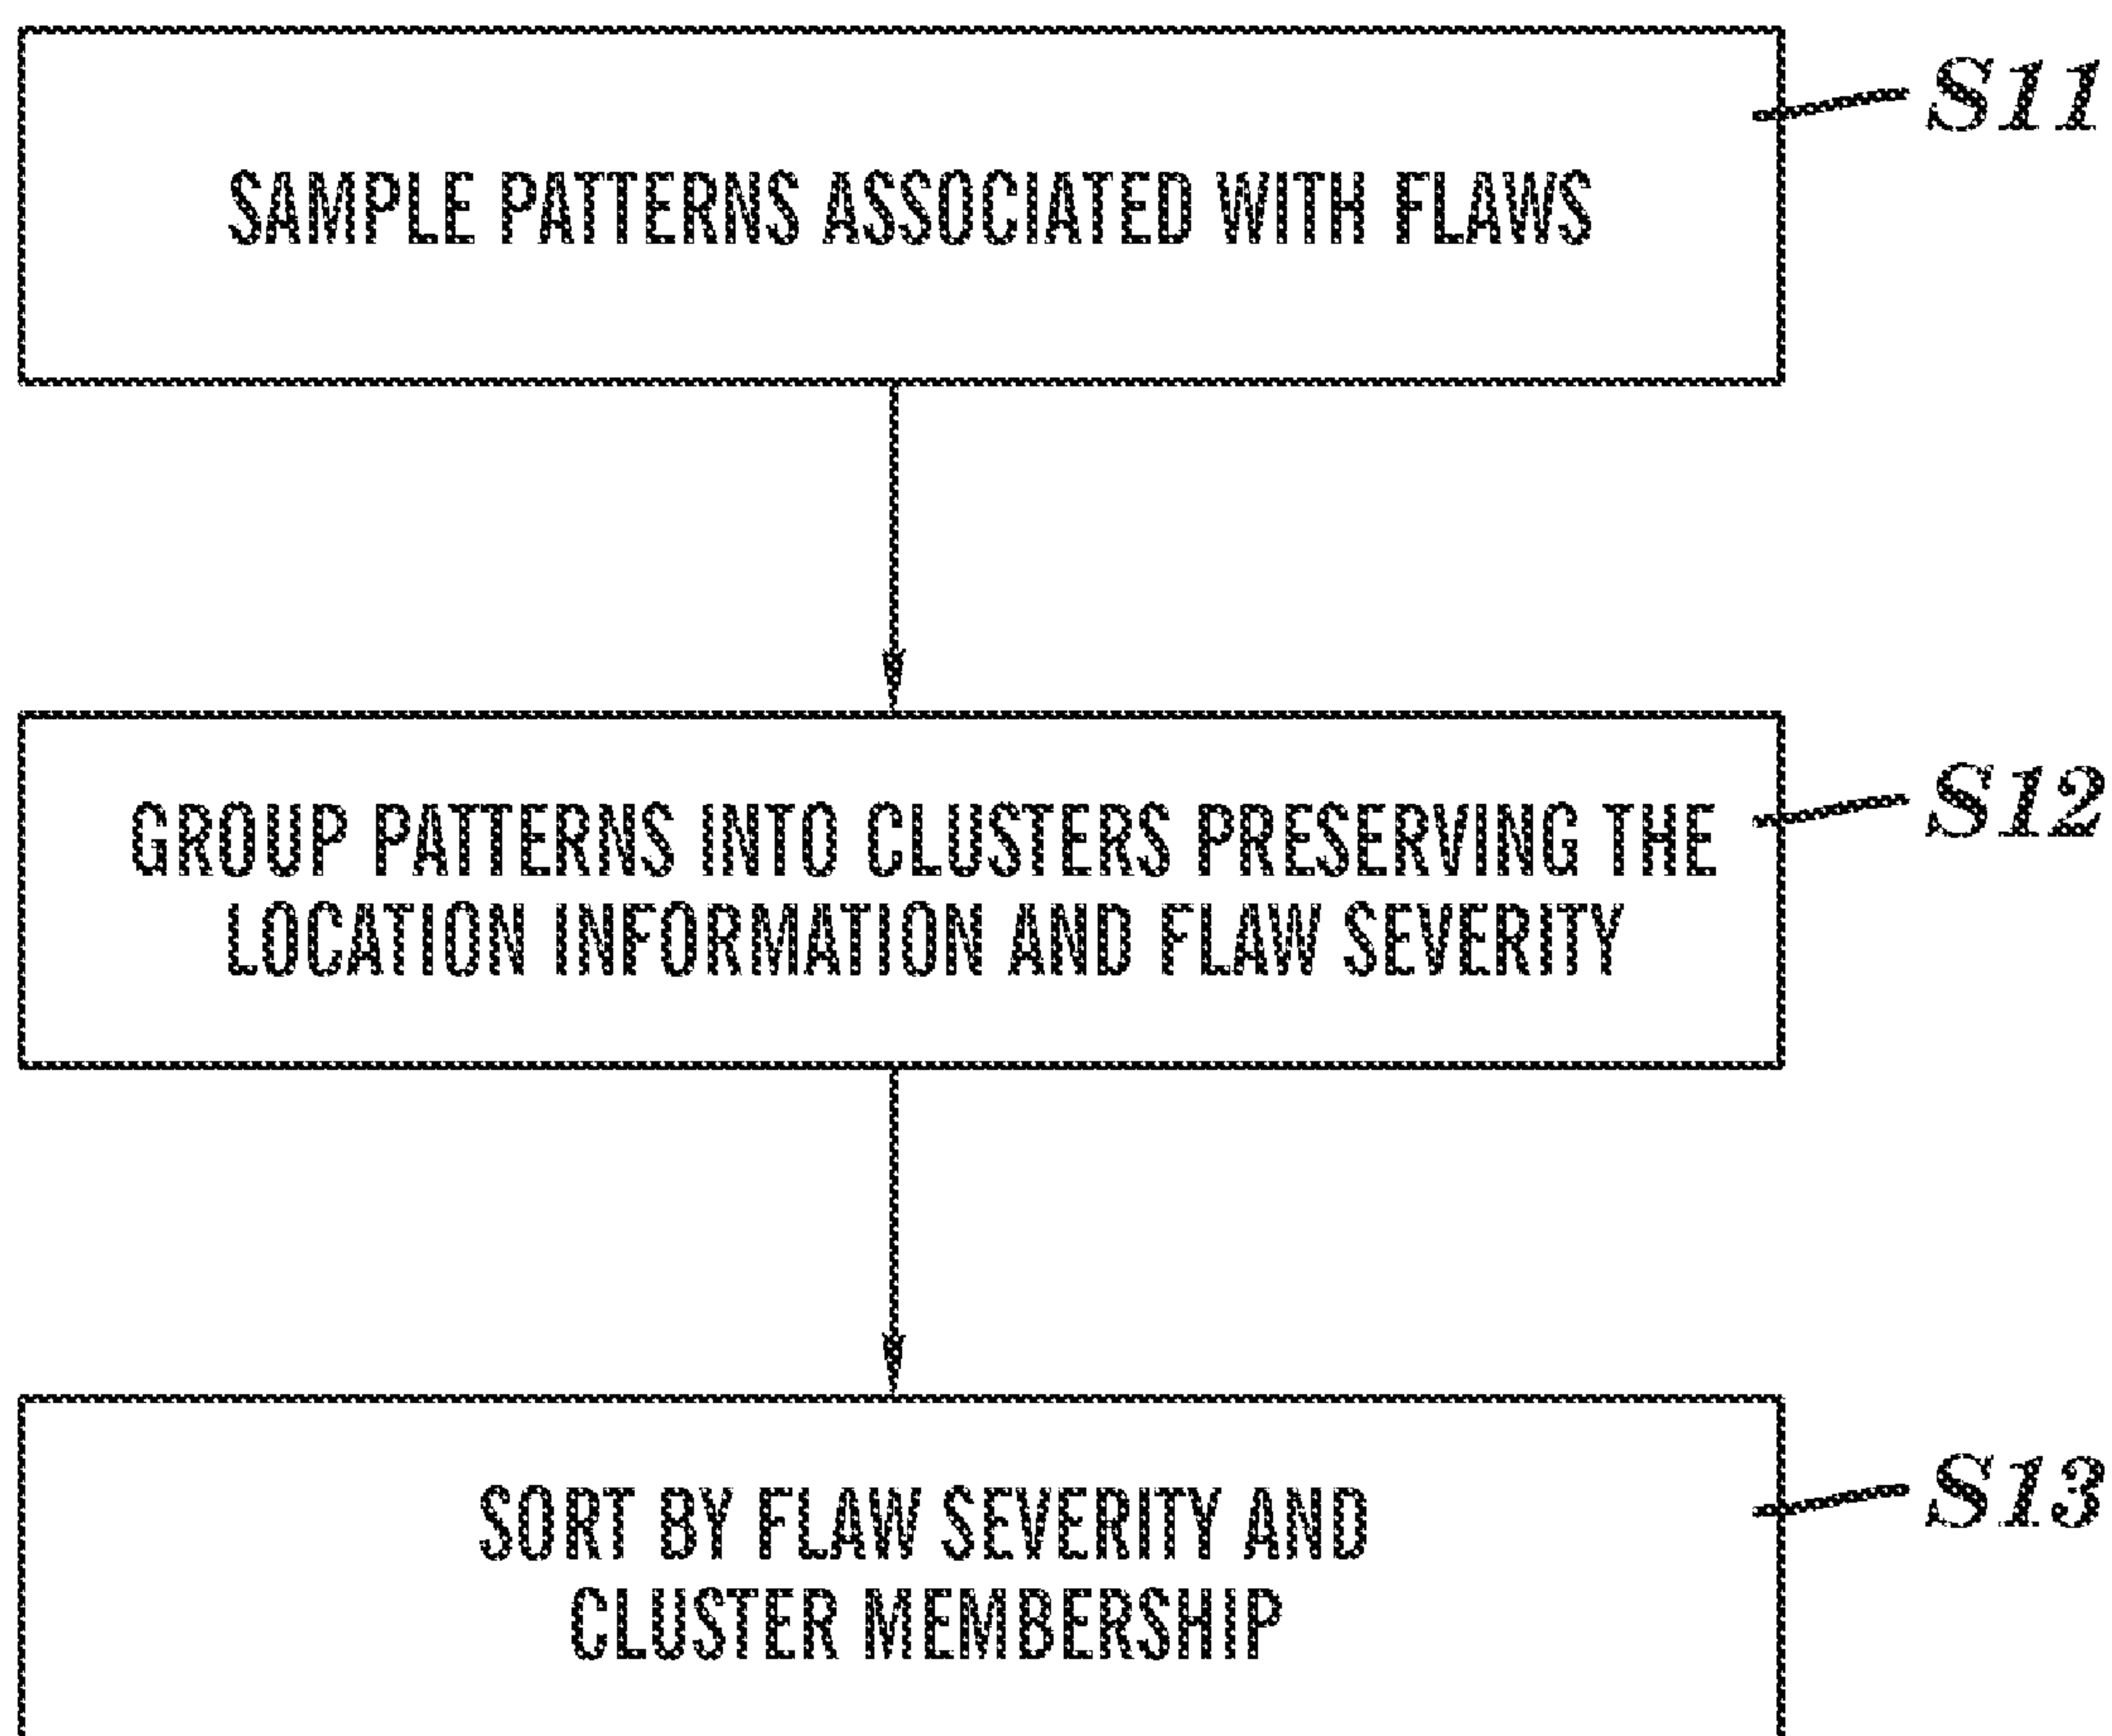 S11
SAMPLE PATTERNS ASSOCIATED WITH FLAWS
S12
GROUP PATTERNS INTO CLUSTERS PRESERVING THE
LOCATION INFORMATION AND FLAW SEVERITY
S13
SORT BY FLAW SEVERITY AND
CLUSTER MEMBERSHIP